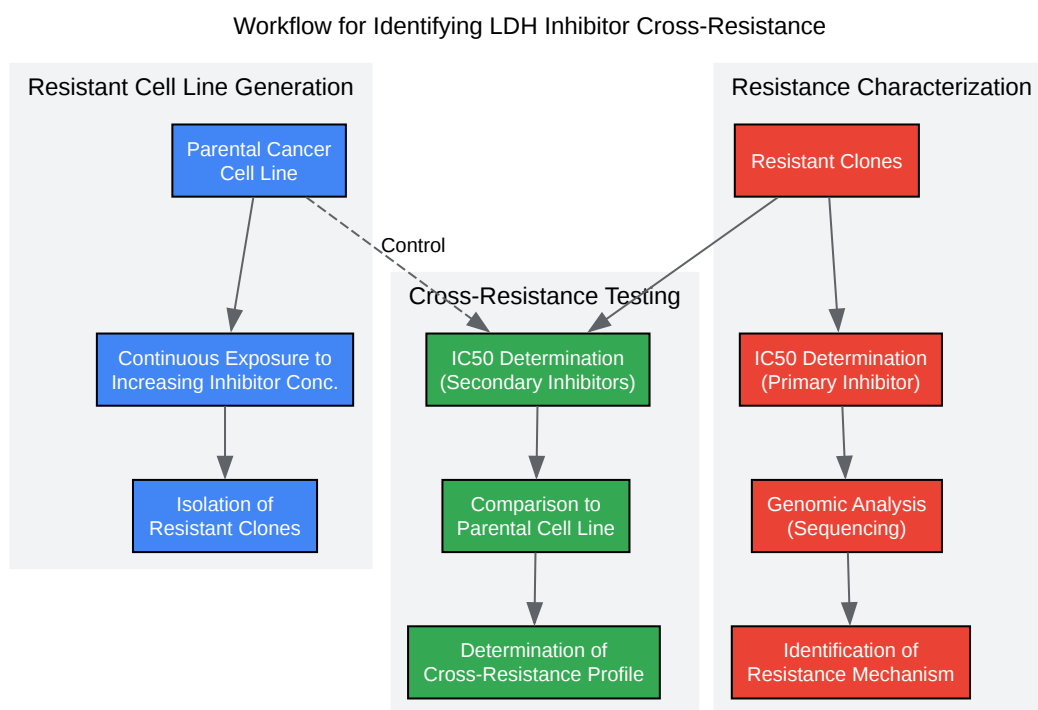 Workflow for Identifying LDH Inhibitor Cross-Resistance
Resistant Cell Line Generation
Parental Cancer
Cell Line
Continuous Exposure to
Increasing Inhibitor Conc.
Isolation of
Resistant Clones
Control
Cross-Resistance Testing
IC50 Determination
(Secondary Inhibitors)
Comparison to
Parental Cell Line
Determination of
Cross-Resistance Profile
Resistance Characterization
Resistant Clones
IC50 Determination
(Primary Inhibitor)
Genomic Analysis
(Sequencing)
Identification of
Resistance Mechanism